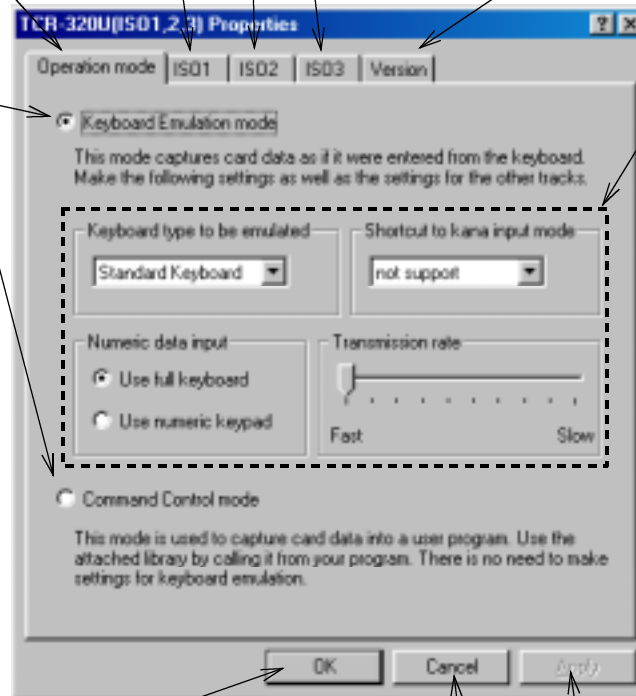 TCR-320U(ISO1,2,3) Properties
Operation mode ISO1 ISO2 ISO3 Version
Keyboard Emulation mode
This mode captures card data as if it were entered from the keyboard.
Make the following settings as well as the settings for the other tracks.
Keyboard type to be emulated Shortcut to kana input mode
Standard Keyboard not support
Numeric data input Transmission rate
Use full keyboard
Use numeric keypad
Fast Slow
Command Control mode
This mode is used to capture card data into a user program. Use the
attached library by calling it from your program. There is no need to make
settings for keyboard emulation.
OK Cancel Apply